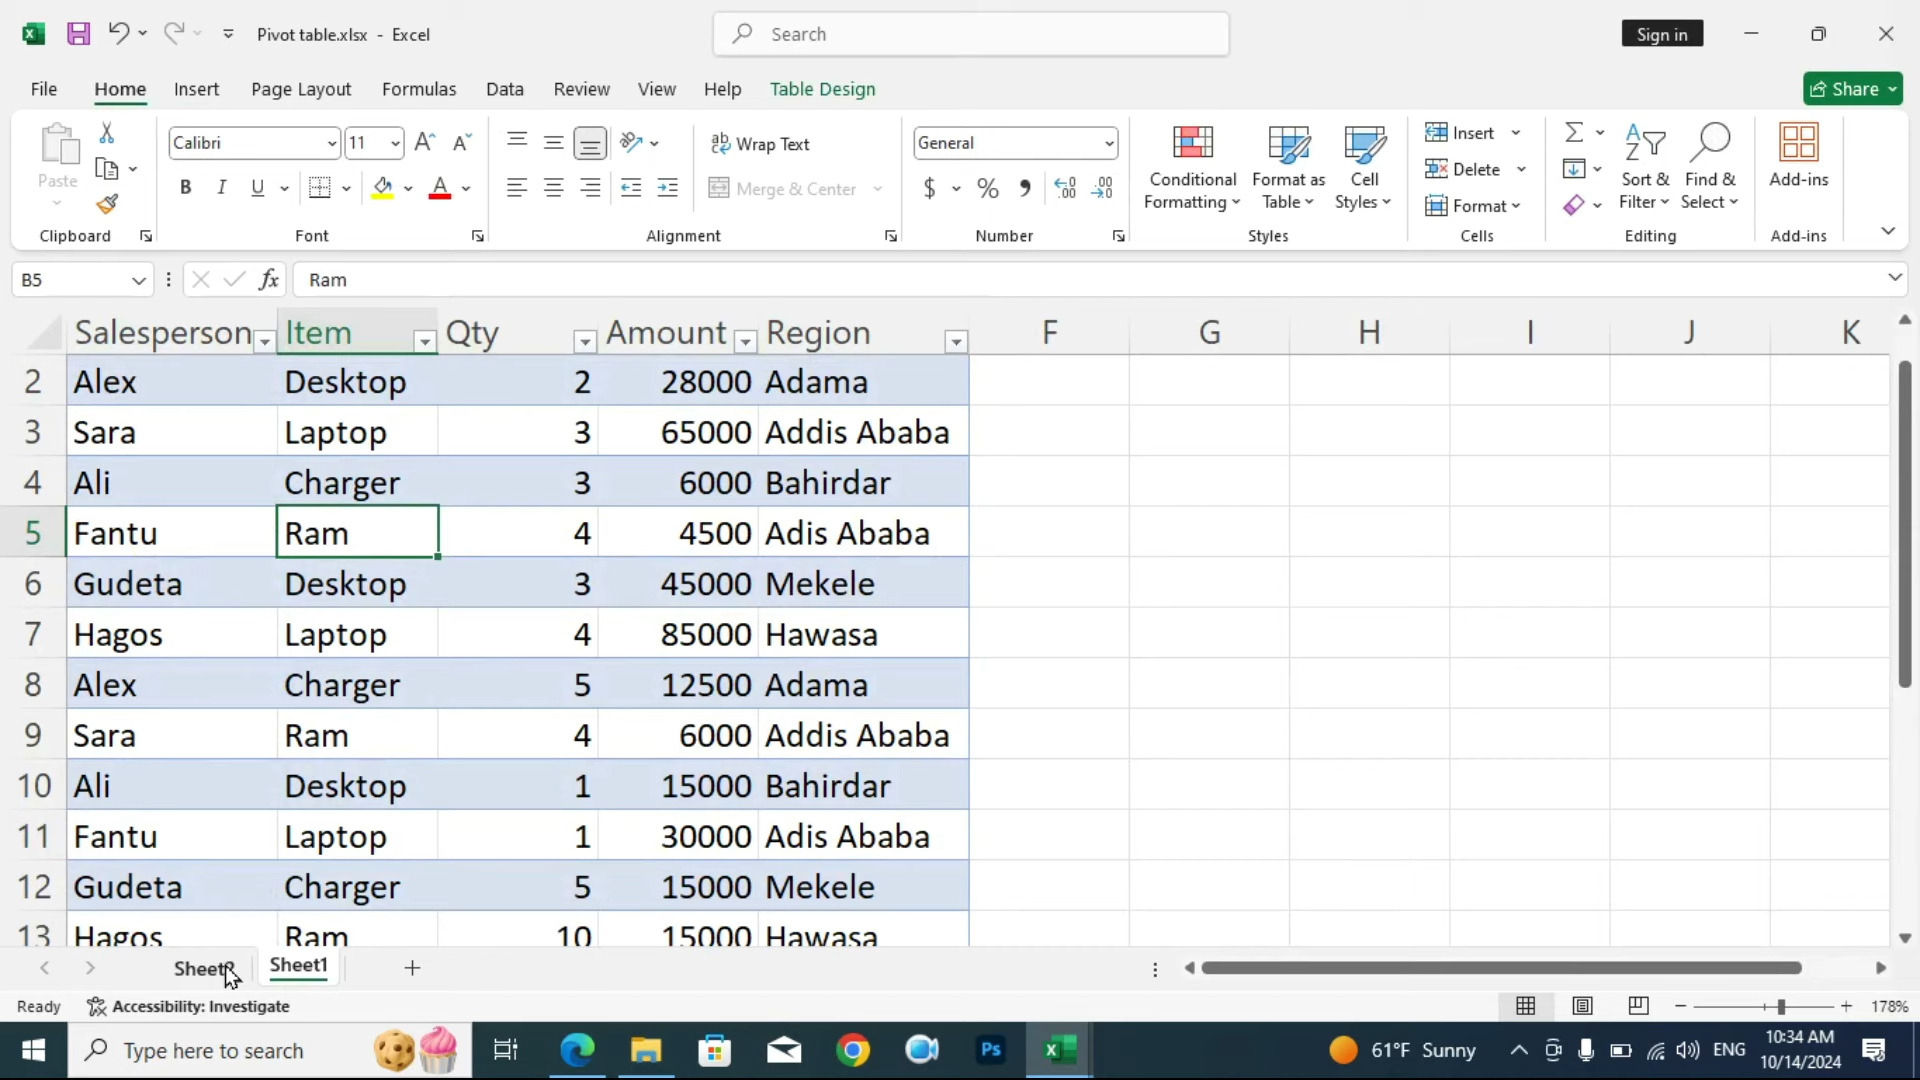 Pivot table.xlsx - Excel
Search
Sign in
File Home Insert Page Layout Formulas Data Review View Help Table Design
Share
Paste
Clipboard
Calibri 11
B I U A
Font
ab Wrap Text
Merge & Center
Alignment
General
$ % ,
Number
Conditional Formatting
Format as Table
Cell Styles
Styles
Insert
Delete
Format
Cells
Sort & Filter
Find & Select
Editing
Add-ins
Add-ins
B5 fx Ram
Salesperson Item Qty Amount Region F G H I J K
2 Alex Desktop 2 28000 Adama
3 Sara Laptop 3 65000 Addis Ababa
4 Ali Charger 3 6000 Bahirdar
5 Fantu Ram 4 4500 Adis Ababa
6 Gudeta Desktop 3 45000 Mekele
7 Hagos Laptop 4 85000 Hawasa
8 Alex Charger 5 12500 Adama
9 Sara Ram 4 6000 Addis Ababa
10 Ali Desktop 1 15000 Bahirdar
11 Fantu Laptop 1 30000 Adis Ababa
12 Gudeta Charger 5 15000 Mekele
13 Hagos Ram 10 15000 Hawasa
Sheet2 Sheet1
Ready Accessibility: Investigate 178%
Type here to search
Ps
61°F Sunny
ENG
10:34 AM
10/14/2024